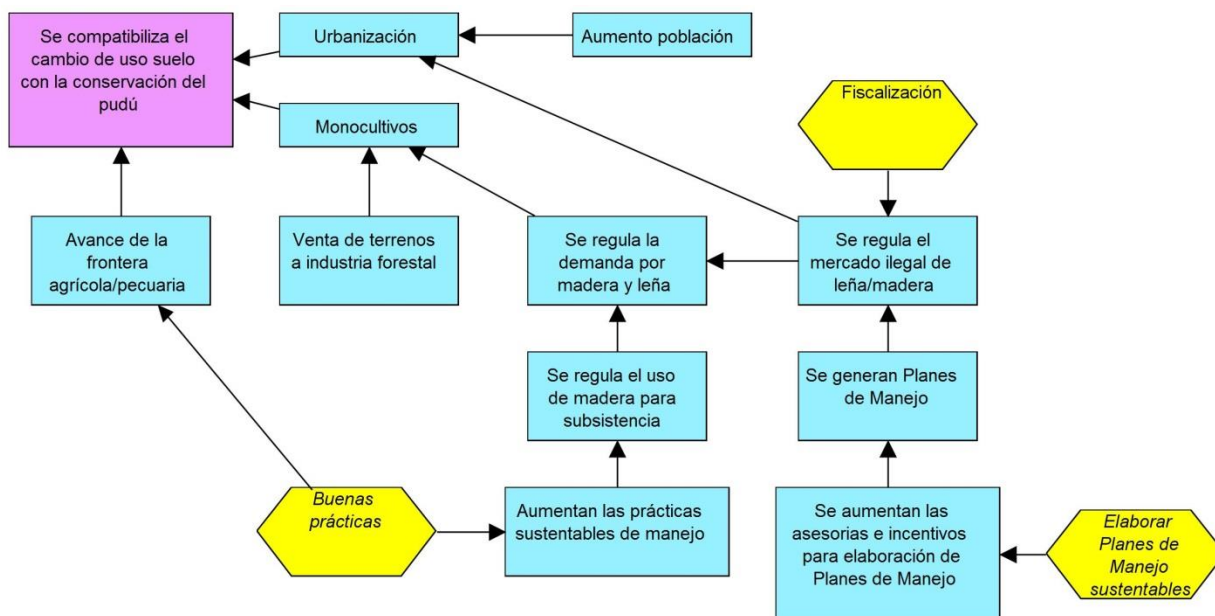 Se compatibiliza el
cambio de uso suelo
con la conservación del
pudú
Urbanización
Aumento población
Monocultivos
Fiscalización
Avance de la
frontera
agrícola/pecuaria
Venta de terrenos
a industria forestal
Se regula la
demanda por
madera y leña
Se regula el
mercado ilegal de
leña/madera
Se regula el uso
de madera para
subsistencia
Se generan Planes
de Manejo
Buenas
prácticas
Aumentan las prácticas
sustentables de manejo
Se aumentan las
asesorias e incentivos
para elaboración de
Planes de Manejo
Elaborar
Planes de
Manejo
sustentables